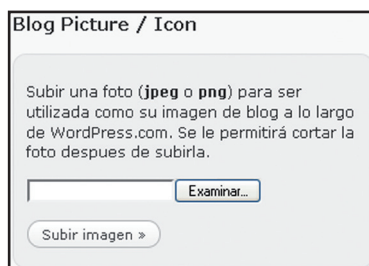 Blog Picture / Icon
Subir una foto (jpeg o png) para ser
utilizada como su imagen de blog a lo largo
de WordPress.com. Se le permitirá cortar la
foto despues de subirla.
Examinar...
Subir imagen »